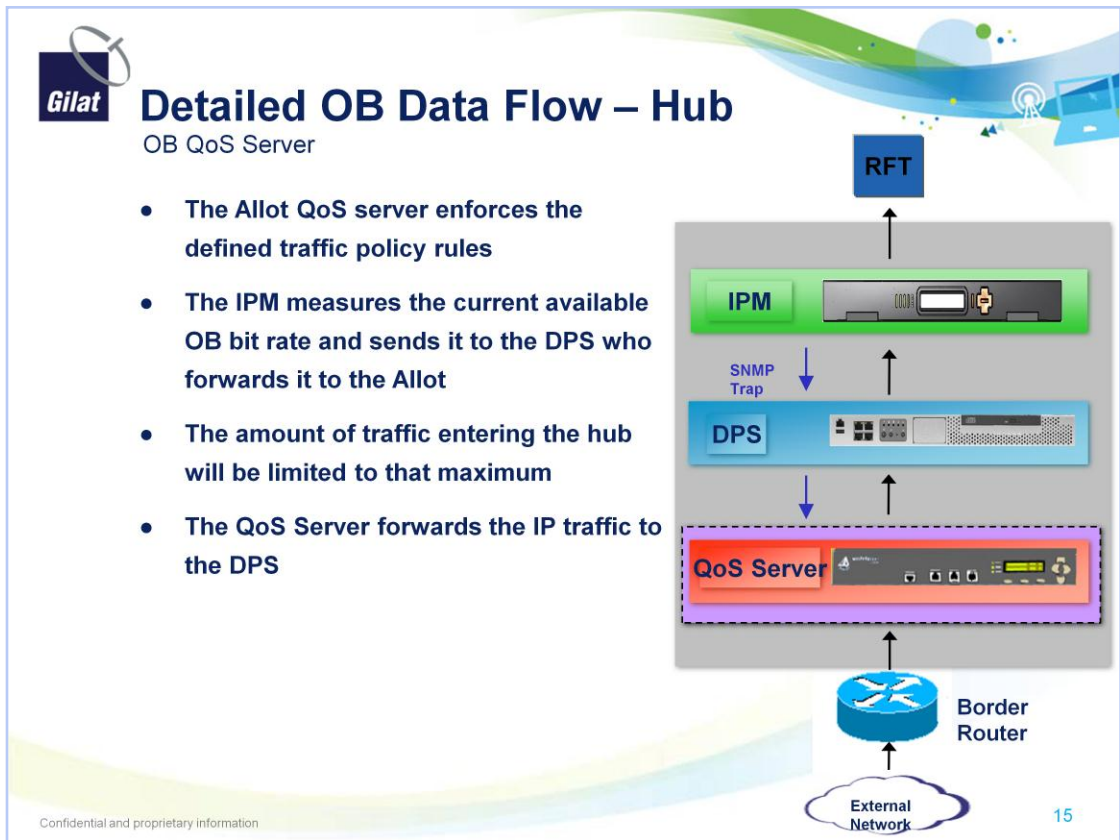 Gilat
Detailed OB Data Flow – Hub
OB QoS Server
● The Allot QoS server enforces the
defined traffic policy rules
● The IPM measures the current available
OB bit rate and sends it to the DPS who
forwards it to the Allot
● The amount of traffic entering the hub
will be limited to that maximum
● The QoS Server forwards the IP traffic to
the DPS
RFT
IPM
SNMP
Trap
DPS
QoS Server
Border
Router
External
Network
Confidential and proprietary information
15